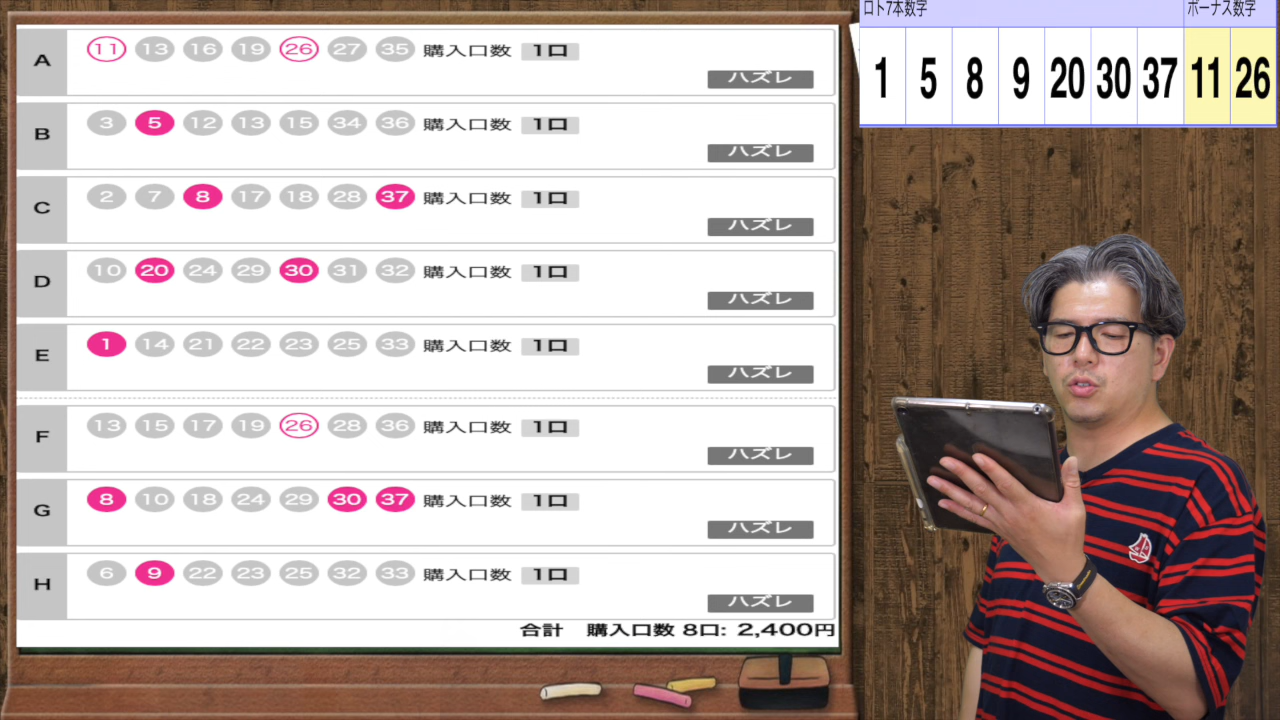 ロト7本数字 ボーナス数字
1 5 8 9 20 30 37 11 26
A 11 13 16 19 26 27 35 購入口数 1口
ハズレ
B 3 5 12 13 15 34 36 購入口数 1口
ハズレ
C 2 7 8 17 18 28 37 購入口数 1口
ハズレ
D 10 20 24 29 30 31 32 購入口数 1口
ハズレ
E 1 14 21 22 23 25 33 購入口数 1口
ハズレ
F 13 15 17 19 26 28 36 購入口数 1口
ハズレ
G 8 10 18 24 29 30 37 購入口数 1口
ハズレ
H 6 9 22 23 25 32 33 購入口数 1口
ハズレ
合計 購入口数 8口: 2,400円